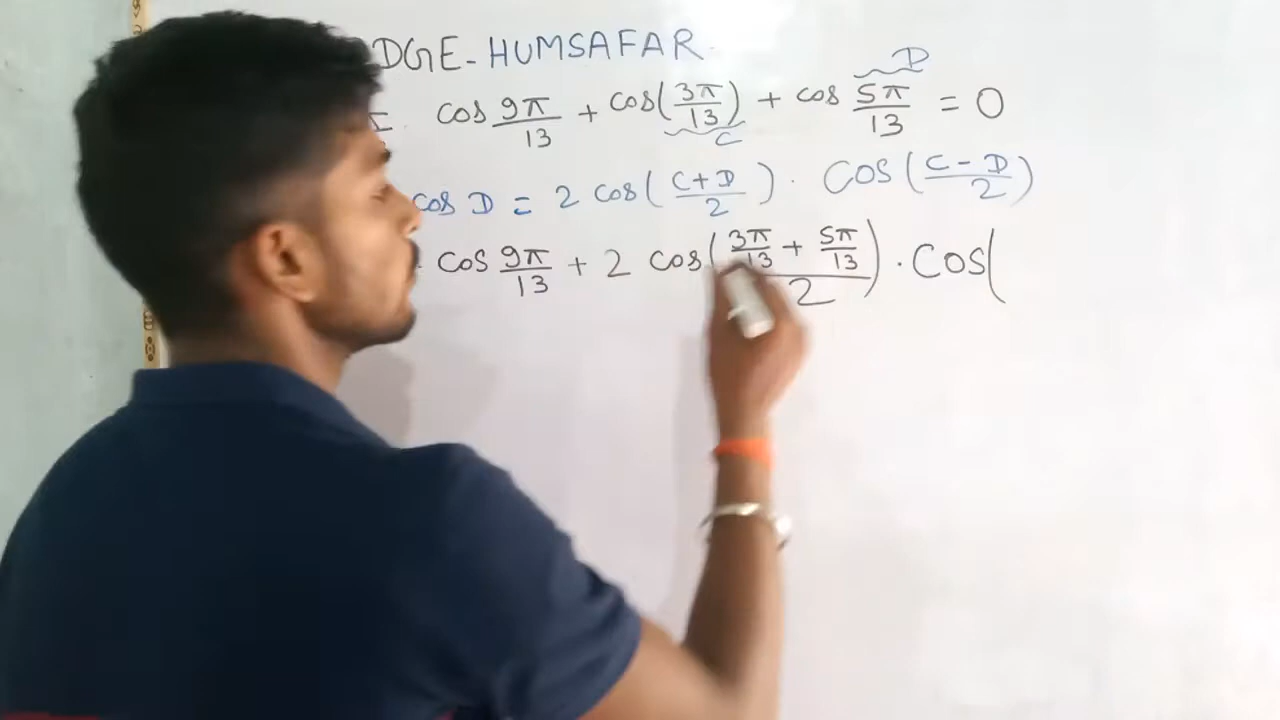 DGE-HUMSAFAR
cos 9π/13 + cos(3π/13) + cos 5π/13 = 0
C D
cos D = 2 cos(C+D/2) · cos(C-D/2)
cos 9π/13 + 2 cos(3π/13 + 5π/13 / 2) · cos(